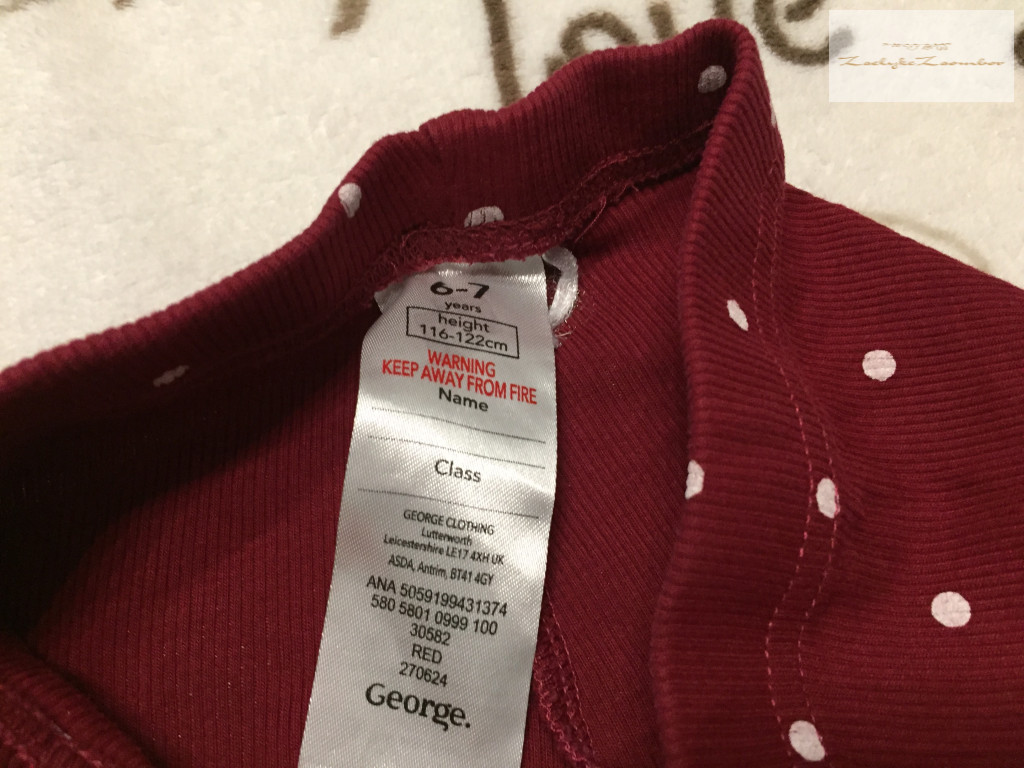 Love
6-7
years
height
116-122cm
WARNING
KEEP AWAY FROM FIRE
Name
Class
GEORGE CLOTHING
Lutterworth
Leicestershire LE17 4XH UK
ASDA, Antrim, BT41 4GY
ANA 5059199431374
580 5801 0999 100
30582
RED
270624
George.